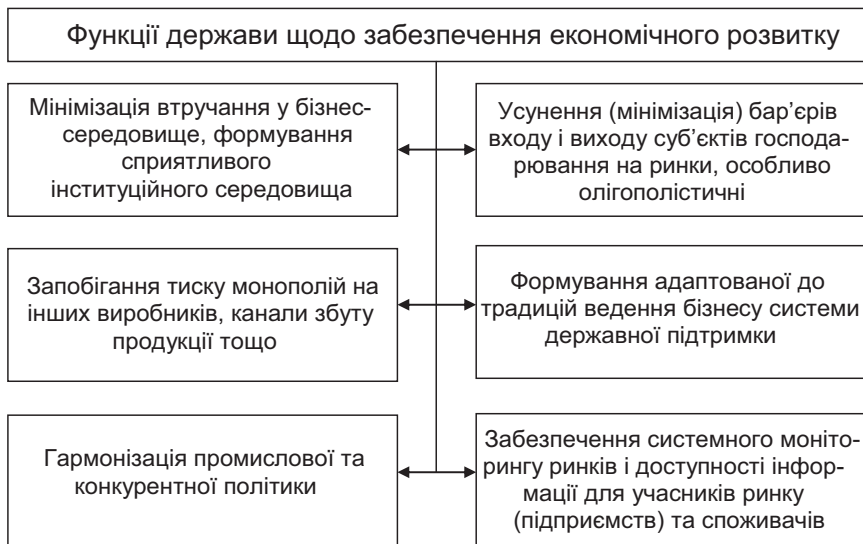 Функції держави щодо забезпечення економічного розвитку
Мінімізація втручання у бізнес-
середовище, формування
сприятливого
інституційного середовища
Усунення (мінімізація) бар’єрів
входу і виходу суб’єктів господа-
рювання на ринки, особливо
олігополістичні
Запобігання тиску монополій на
інших виробників, канали збуту
продукції тощо
Формування адаптованої до
традицій ведення бізнесу системи
державної підтримки
Гармонізація промислової та
конкурентної політики
Забезпечення системного моніто-
рингу ринків і доступності інфор-
мації для учасників ринку
(підприємств) та споживачів